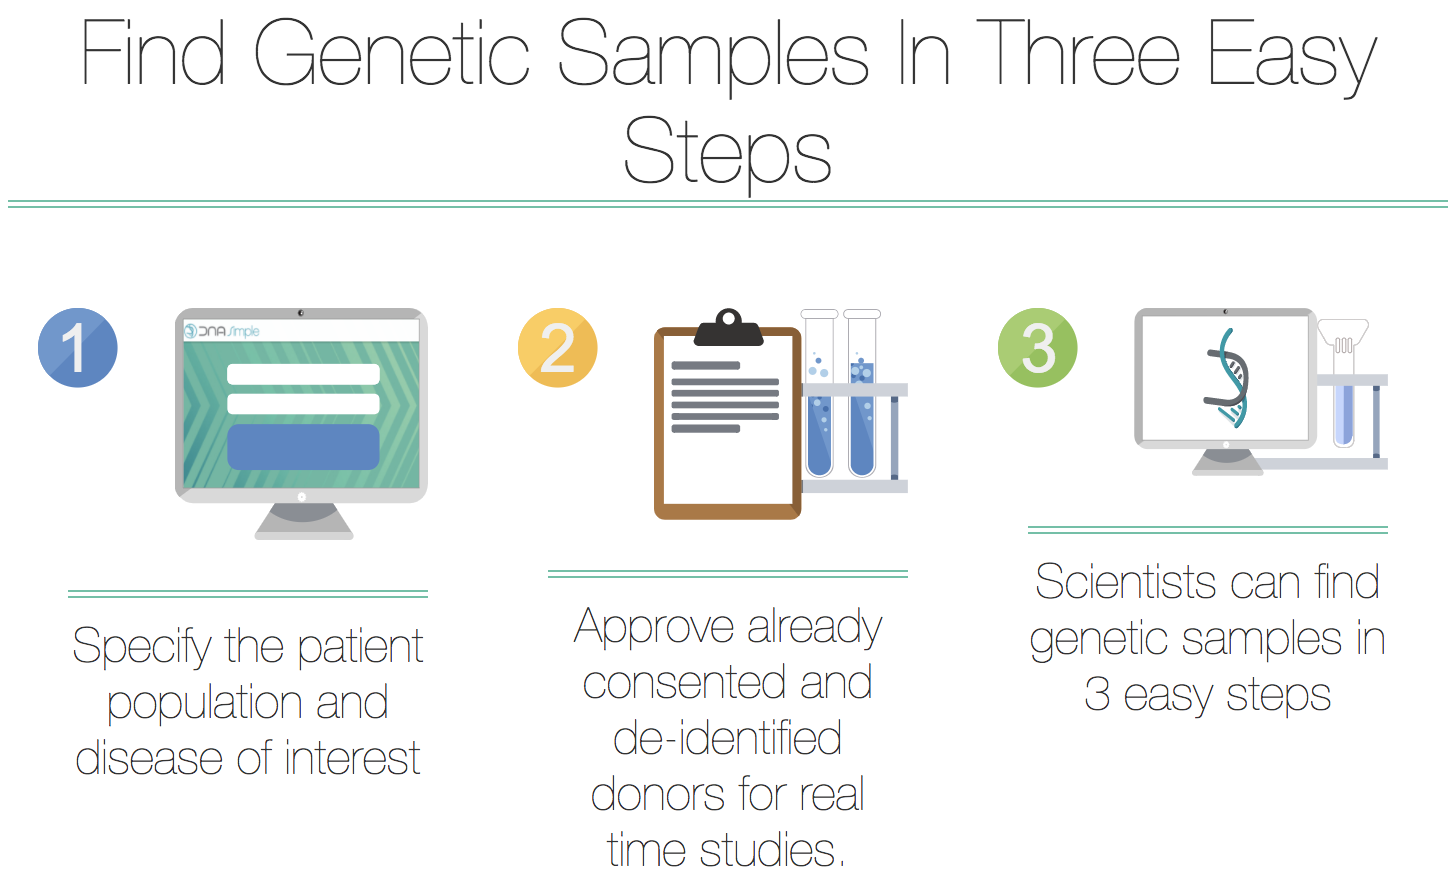 Find Genetic Samples In Three Easy
Steps
1
DNA Simple
Specify the patient
population and
disease of interest
2
Approve already
consented and
de-identified
donors for real
time studies.
3
Scientists can find
genetic samples in
3 easy steps